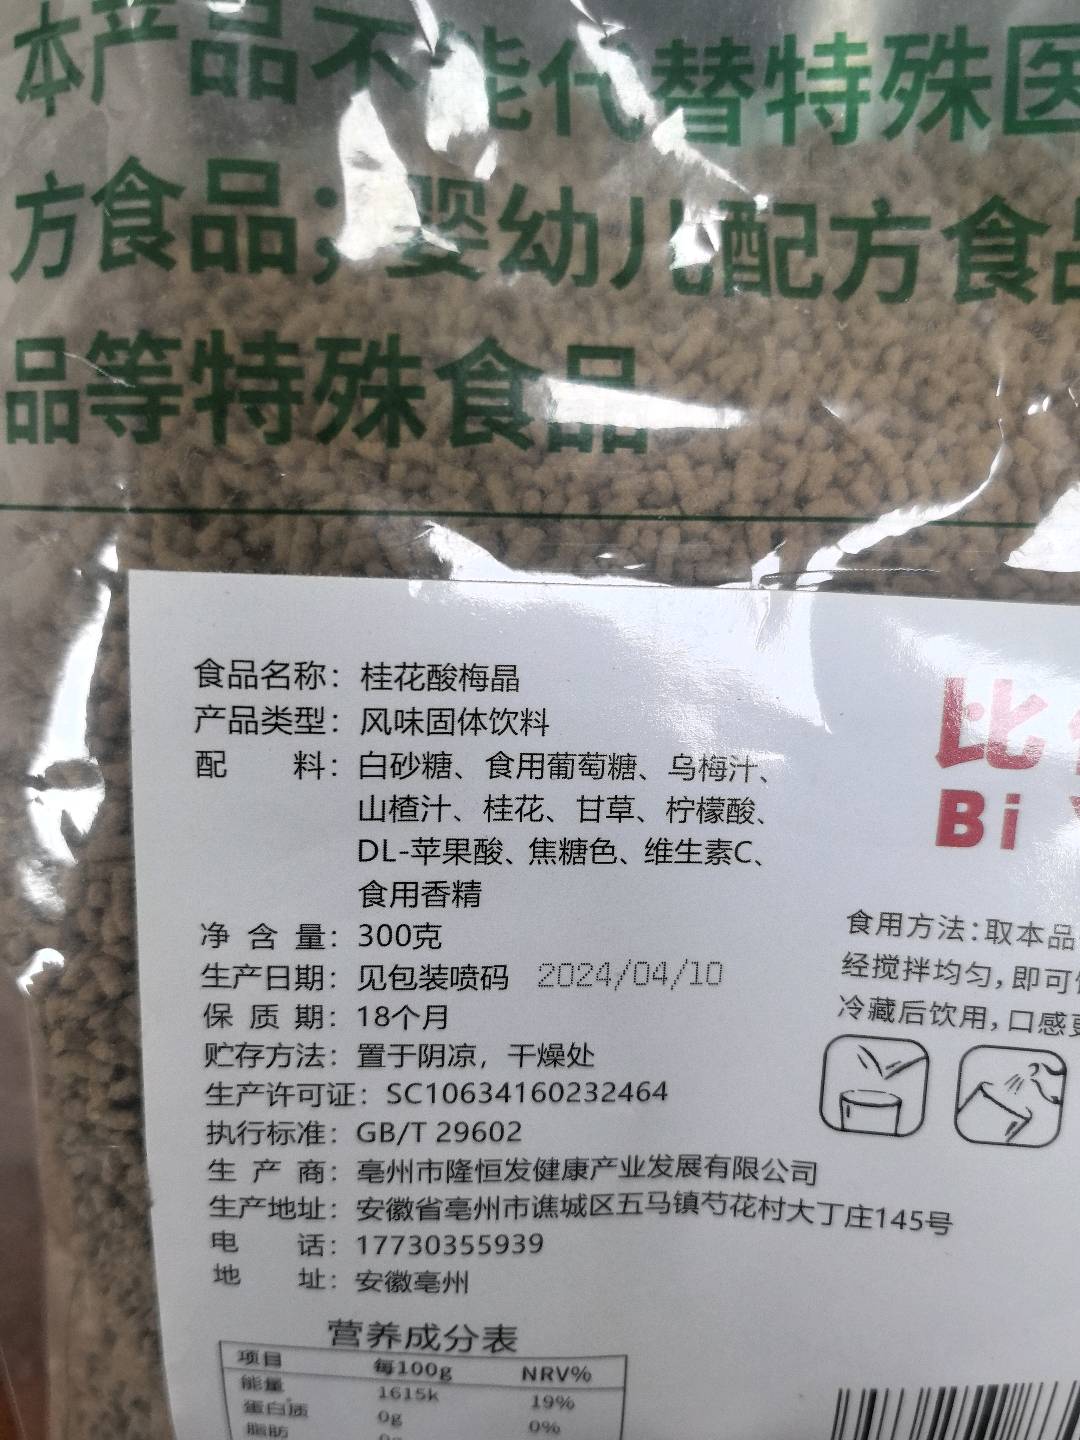 本产品不能代替特殊医
方食品；婴幼儿配方食品
品等特殊食品
食品名称：桂花酸梅晶
产品类型：风味固体饮料
配 料：白砂糖、食用葡萄糖、乌梅汁、
山楂汁、桂花、甘草、柠檬酸、
DL-苹果酸、焦糖色、维生素C、
食用香精
净 含 量：300克
生产日期：见包装喷码 2024/04/10
保 质 期：18个月
贮存方法：置于阴凉，干燥处
生产许可证：SC10634160232464
执行标准：GB/T 29602
生 产 商：亳州市隆恒发健康产业发展有限公司
生产地址：安徽省亳州市谯城区五马镇芍花村大丁庄145号
电 话：17730355939
地 址：安徽亳州
比
Bi
食用方法：取本品
经搅拌均匀，即可
冷藏后饮用，口感更
营养成分表
项目 每100g NRV%
能量 1615k 19%
蛋白质 0g 0%
脂肪